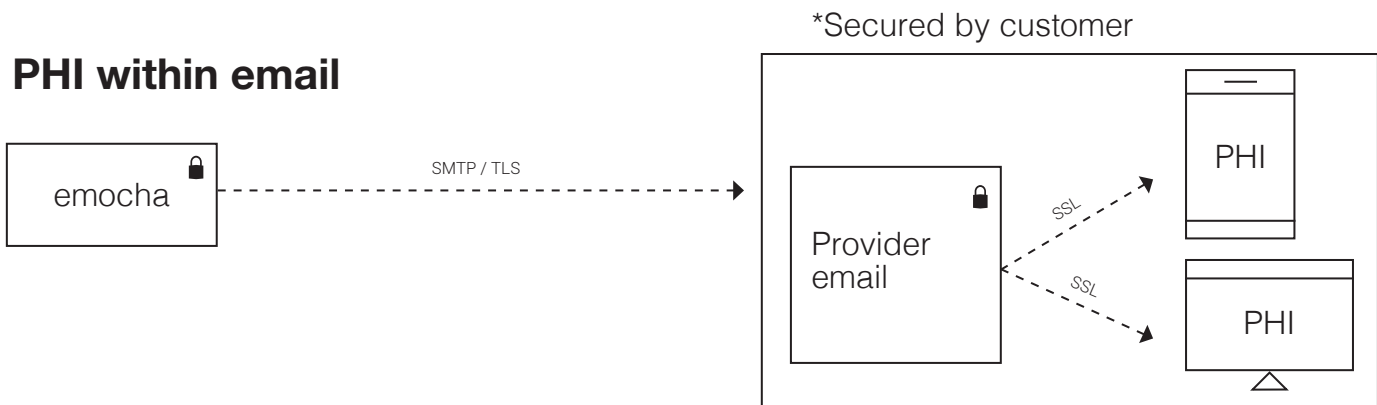 *Secured by customer
PHI within email
emocha
SMTP / TLS
Provider
email
SSL
SSL
PHI
PHI